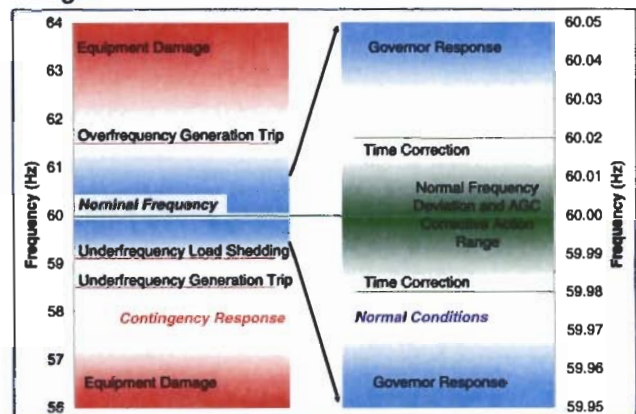 64
63
62
61
60
59
58
57
56
Frequency (Hz)
Equipment Damage
Overfrequency Generation Trip
Nominal Frequency
Underfrequency Load Shedding
Underfrequency Generation Trip
Contingency Response
Equipment Damage
Governor Response
Time Correction
Normal Frequency
Deviation and AGC
Corrective Action
Range
Time Correction
Normal Conditions
Governor Response
60.05
60.04
60.03
60.02
60.01
60.00
59.99
59.98
59.97
59.96
59.95
Frequency (Hz)